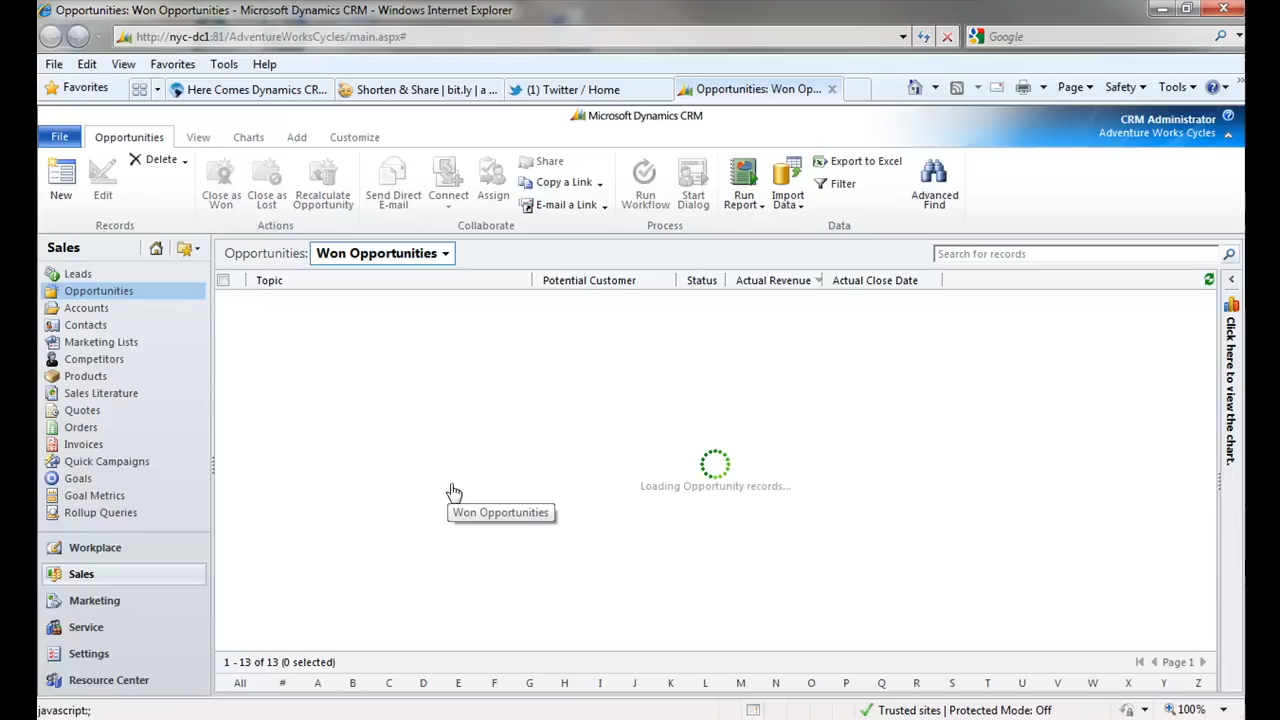 Opportunities: Won Opportunities - Microsoft Dynamics CRM - Windows Internet Explorer
http://nyc-dc1:81/AdventureWorksCycles/main.aspx#
Google
File Edit View Favorites Tools Help
Favorites
Here Comes Dynamics CR...
Shorten & Share | bit.ly | a ...
(1) Twitter / Home
Opportunities: Won Op...
Page Safety Tools
Microsoft Dynamics CRM
CRM Administrator
Adventure Works Cycles
File Opportunities View Charts Add Customize
New
Edit
Delete
Records
Close as Won
Close as Lost
Recalculate Opportunity
Actions
Send Direct E-mail
Connect
Assign
Share
Copy a Link
E-mail a Link
Collaborate
Run Workflow
Start Dialog
Process
Run Report
Import Data
Export to Excel
Filter
Advanced Find
Data
Sales
Leads
Opportunities
Accounts
Contacts
Marketing Lists
Competitors
Products
Sales Literature
Quotes
Orders
Invoices
Quick Campaigns
Goals
Goal Metrics
Rollup Queries
Workplace
Sales
Marketing
Service
Settings
Resource Center
Opportunities: Won Opportunities
Search for records
Topic Potential Customer Status Actual Revenue Actual Close Date
Click here to view the chart.
Loading Opportunity records...
Won Opportunities
1 - 13 of 13 (0 selected)
Page 1
All # A B C D E F G H I J K L M N O P Q R S T U V W X Y Z
javascript:;
Trusted sites | Protected Mode: Off
100%